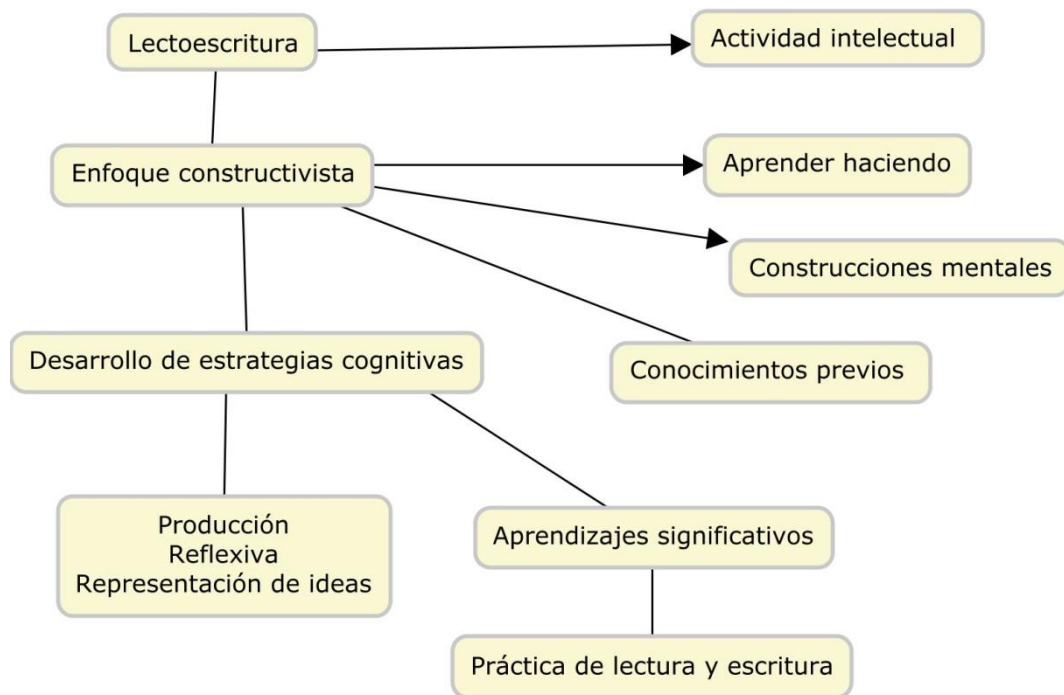 Lectoescritura
Actividad intelectual
Enfoque constructivista
Aprender haciendo
Construcciones mentales
Desarrollo de estrategias cognitivas
Conocimientos previos
Producción
Reflexiva
Representación de ideas
Aprendizajes significativos
Práctica de lectura y escritura